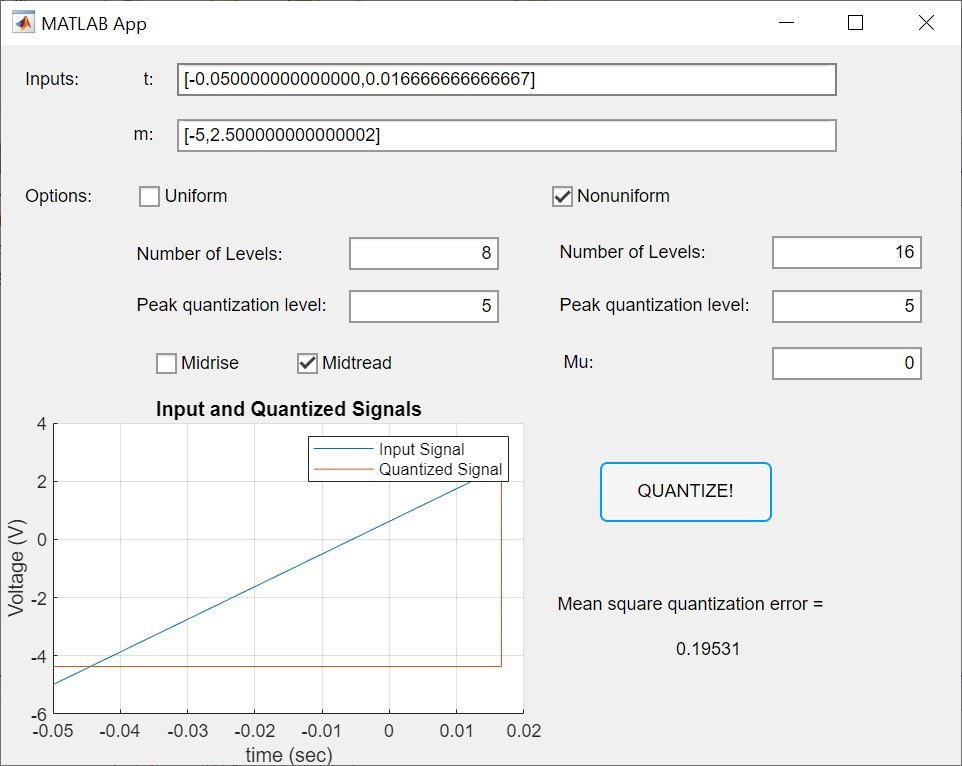 MATLAB App
Inputs: t: [-0.050000000000000,0.016666666666667]
m: [-5,2.500000000000002]
Options: Uniform Nonuniform
Number of Levels: 8 Number of Levels: 16
Peak quantization level: 5 Peak quantization level: 5
Midrise Midtread Mu: 0
Input and Quantized Signals
4
Input Signal
Quantized Signal
2
0
-2
-4
-6
Voltage (V)
-0.05 -0.04 -0.03 -0.02 -0.01 0 0.01 0.02
time (sec)
QUANTIZE!
Mean square quantization error =
0.19531